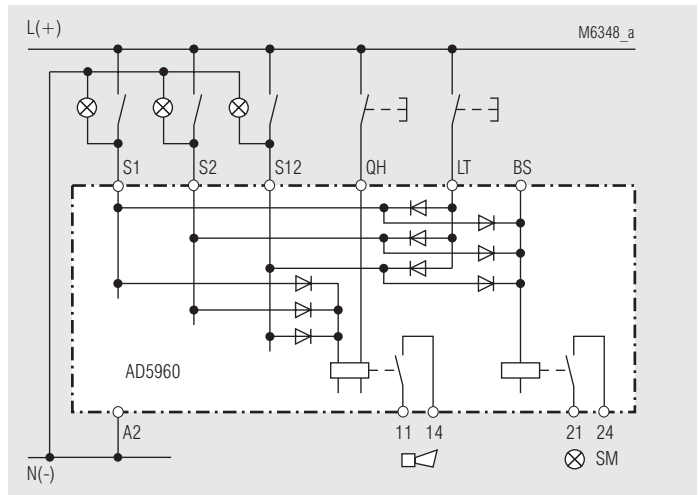 L(+)
M6348_a
S1 S2 S12 QH LT BS
AD5960
A2 11 14 21 24
SM
N(-)